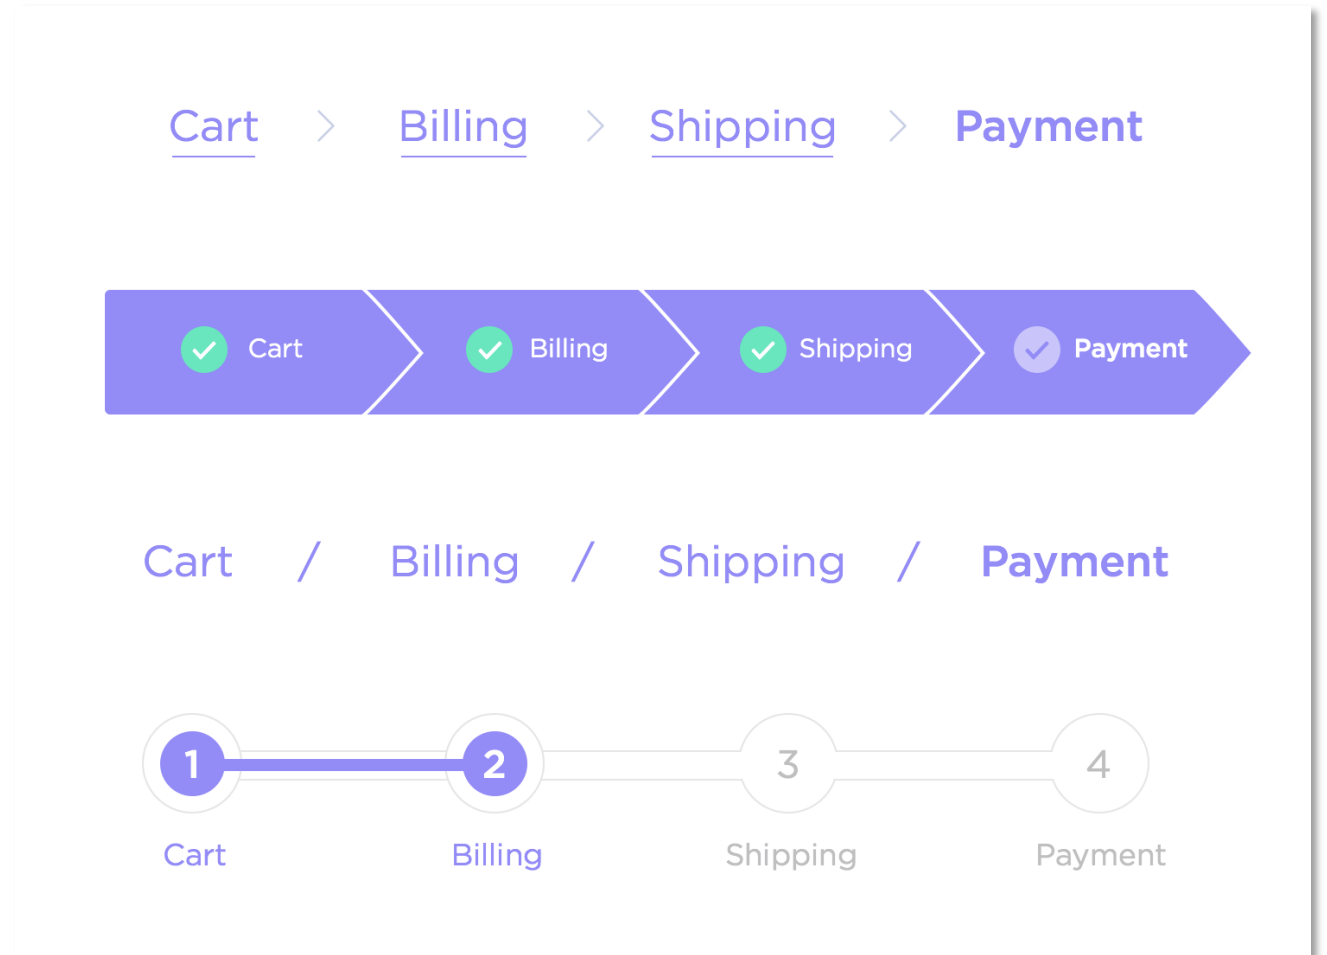 Cart > Billing > Shipping > Payment
Cart Billing Shipping Payment
Cart / Billing / Shipping / Payment
1 2 3 4
Cart Billing Shipping Payment